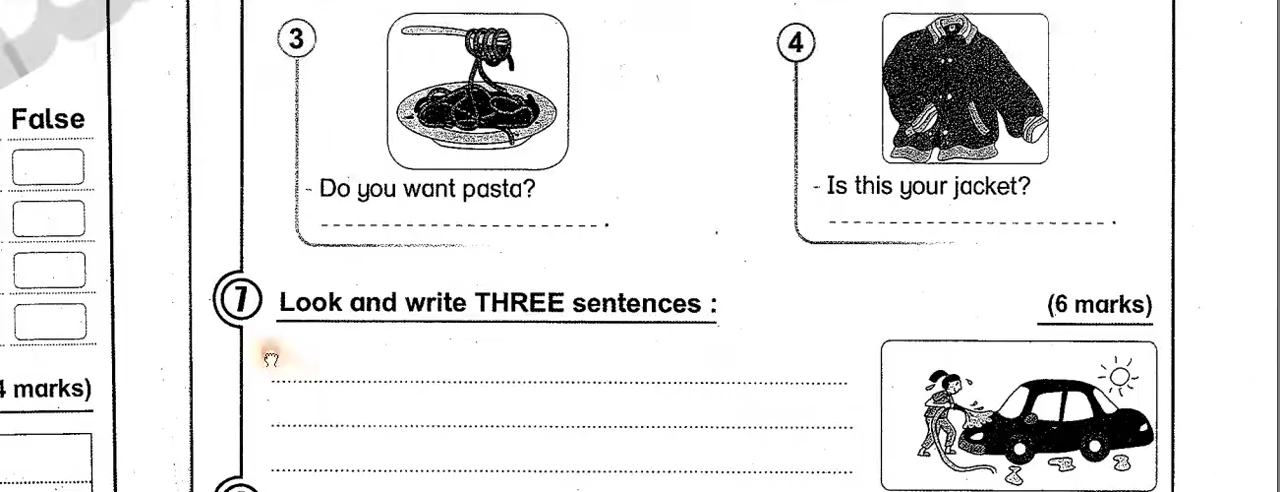 False
4 marks)
3
- Do you want pasta?
4
- Is this your jacket?
7 Look and write THREE sentences : (6 marks)